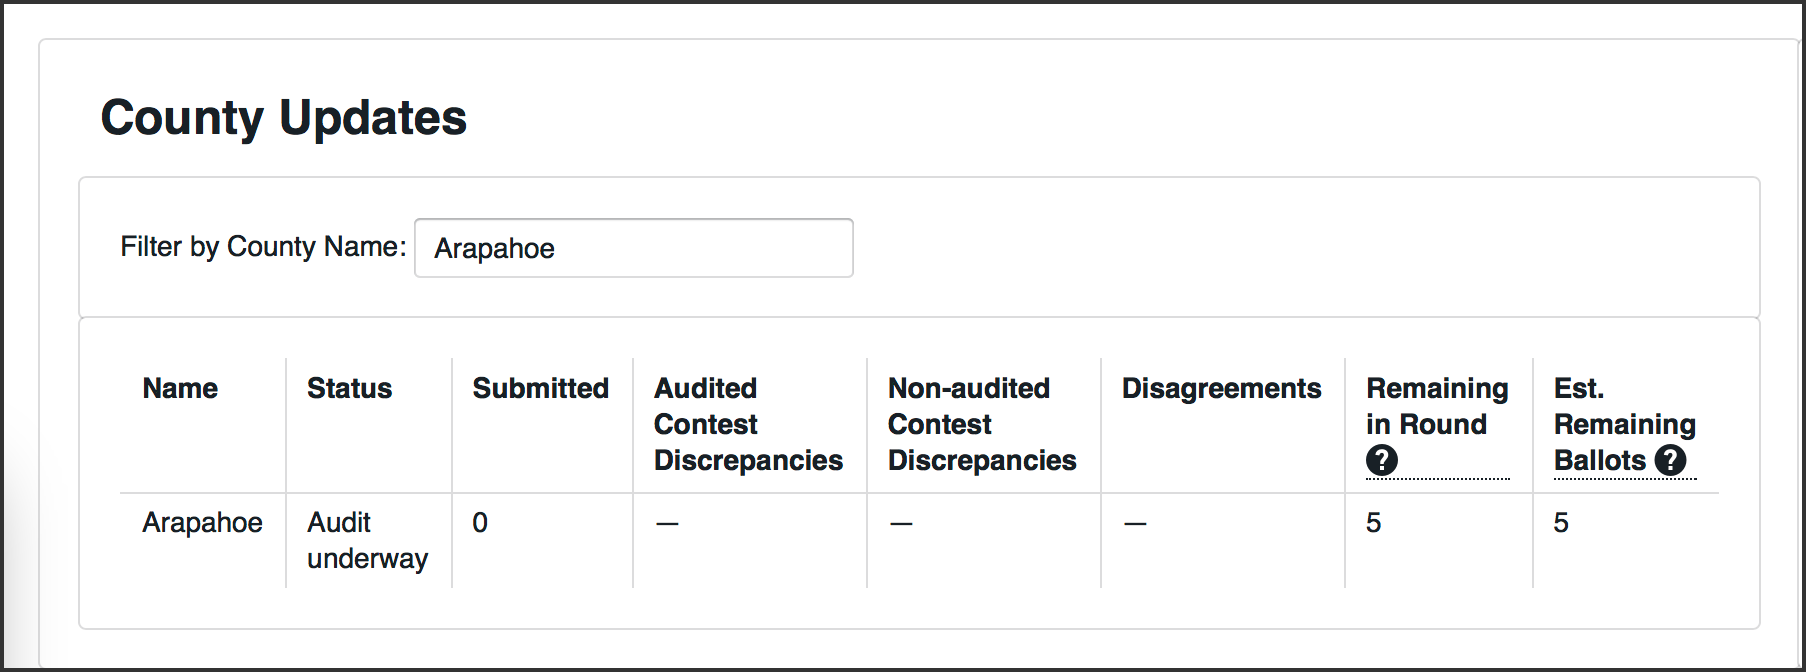 County Updates
Filter by County Name: Arapahoe
Name Status Submitted Audited Contest Discrepancies Non-audited Contest Discrepancies Disagreements Remaining in Round ? Est. Remaining Ballots ?
Arapahoe Audit underway 0 — — — 5 5